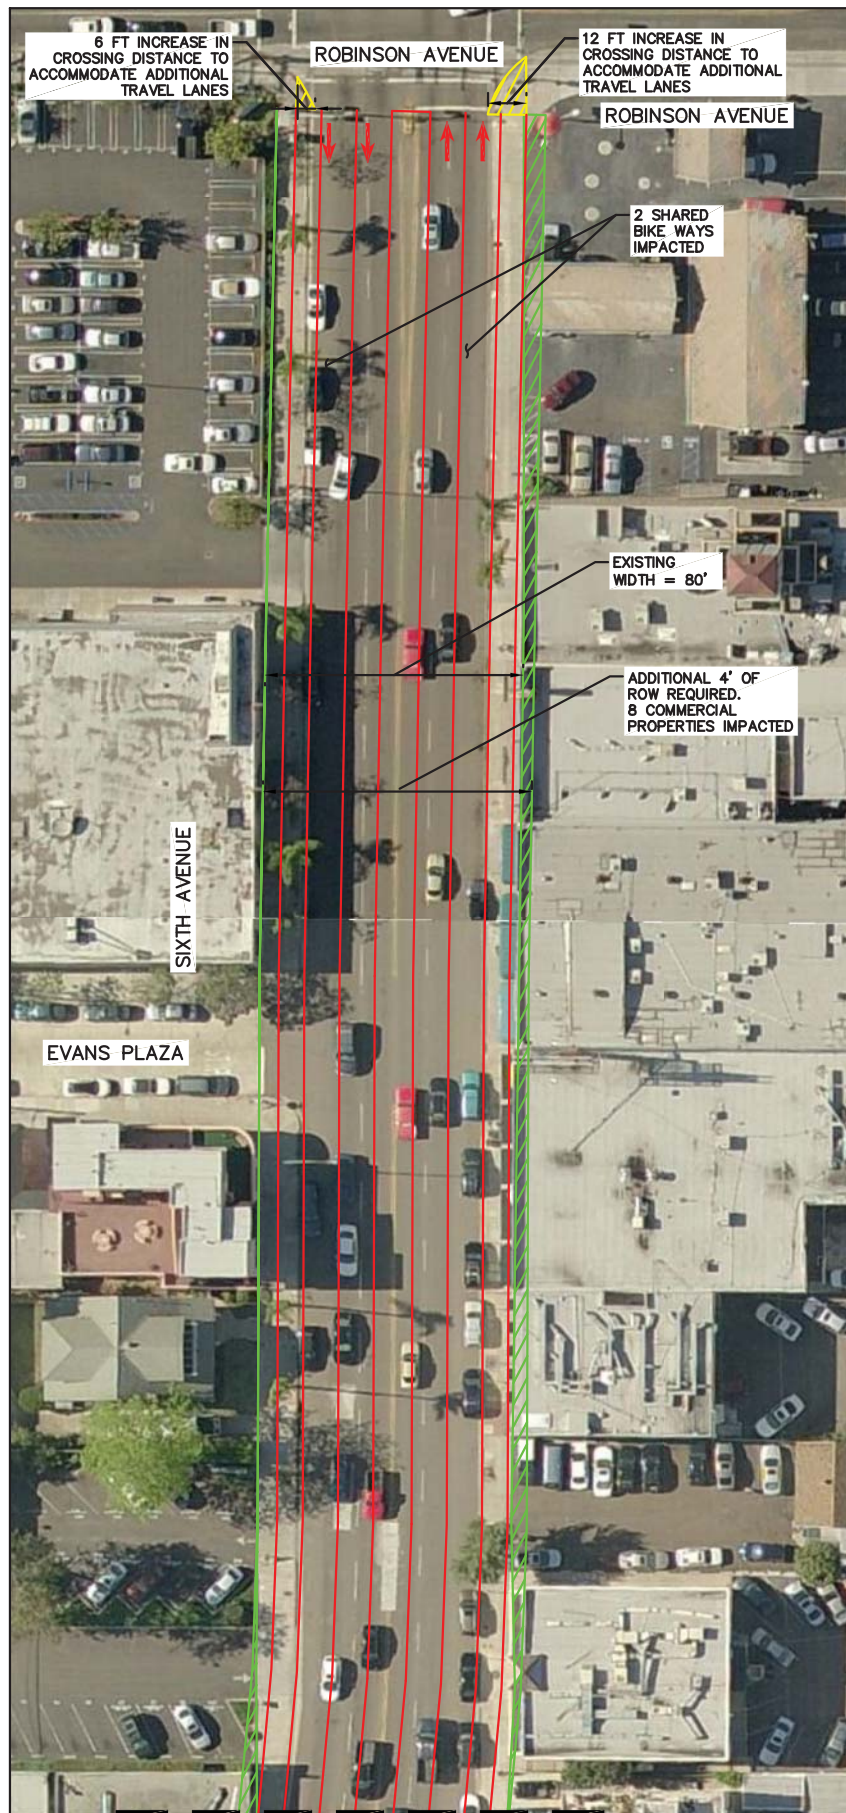 6 FT INCREASE IN
CROSSING DISTANCE TO
ACCOMMODATE ADDITIONAL
TRAVEL LANES
ROBINSON AVENUE
12 FT INCREASE IN
CROSSING DISTANCE TO
ACCOMMODATE ADDITIONAL
TRAVEL LANES
ROBINSON AVENUE
2 SHARED
BIKE WAYS
IMPACTED
EXISTING
WIDTH = 80'
ADDITIONAL 4' OF
ROW REQUIRED.
8 COMMERCIAL
PROPERTIES IMPACTED
SIXTH AVENUE
EVANS PLAZA